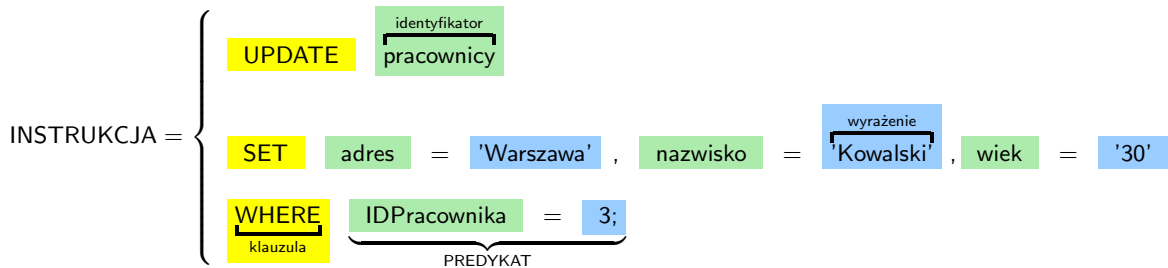 identyfikator
UPDATE pracownicy
wyrażenie
INSTRUKCJA = SET adres = 'Warszawa' , nazwisko = 'Kowalski' , wiek = '30'
WHERE IDPracownika = 3;
klauzula
PREDYKAT